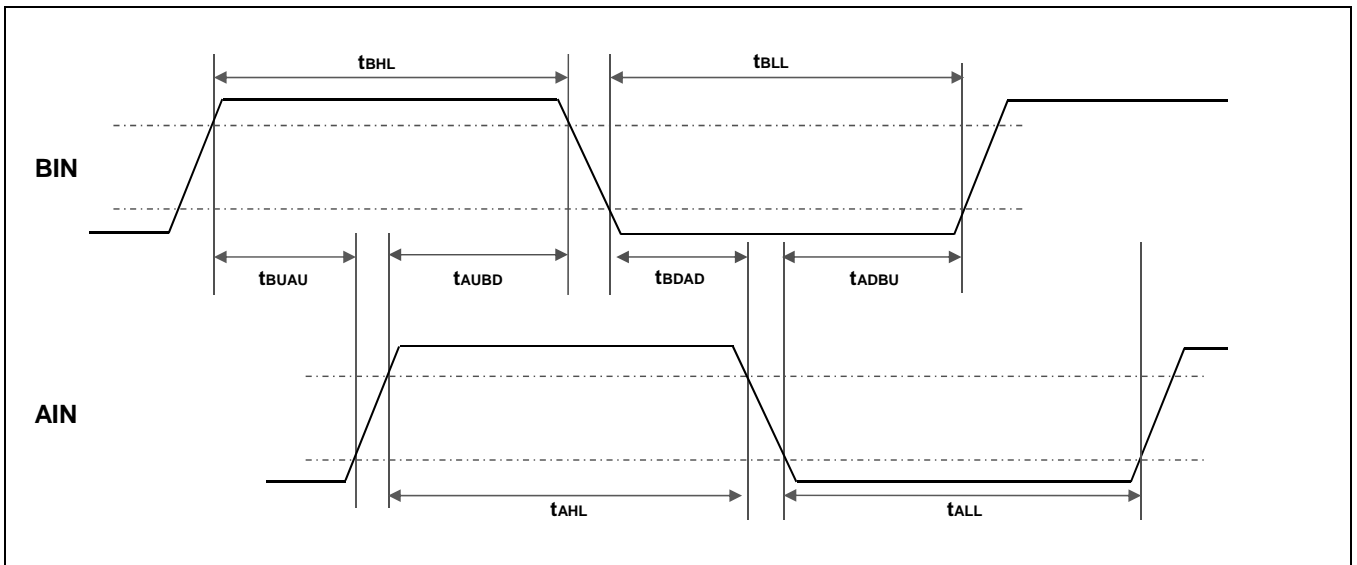 tBHL
tBLL
BIN
tBUAU
tAUBD
tBDAD
tADBU
AIN
tAHL
tALL